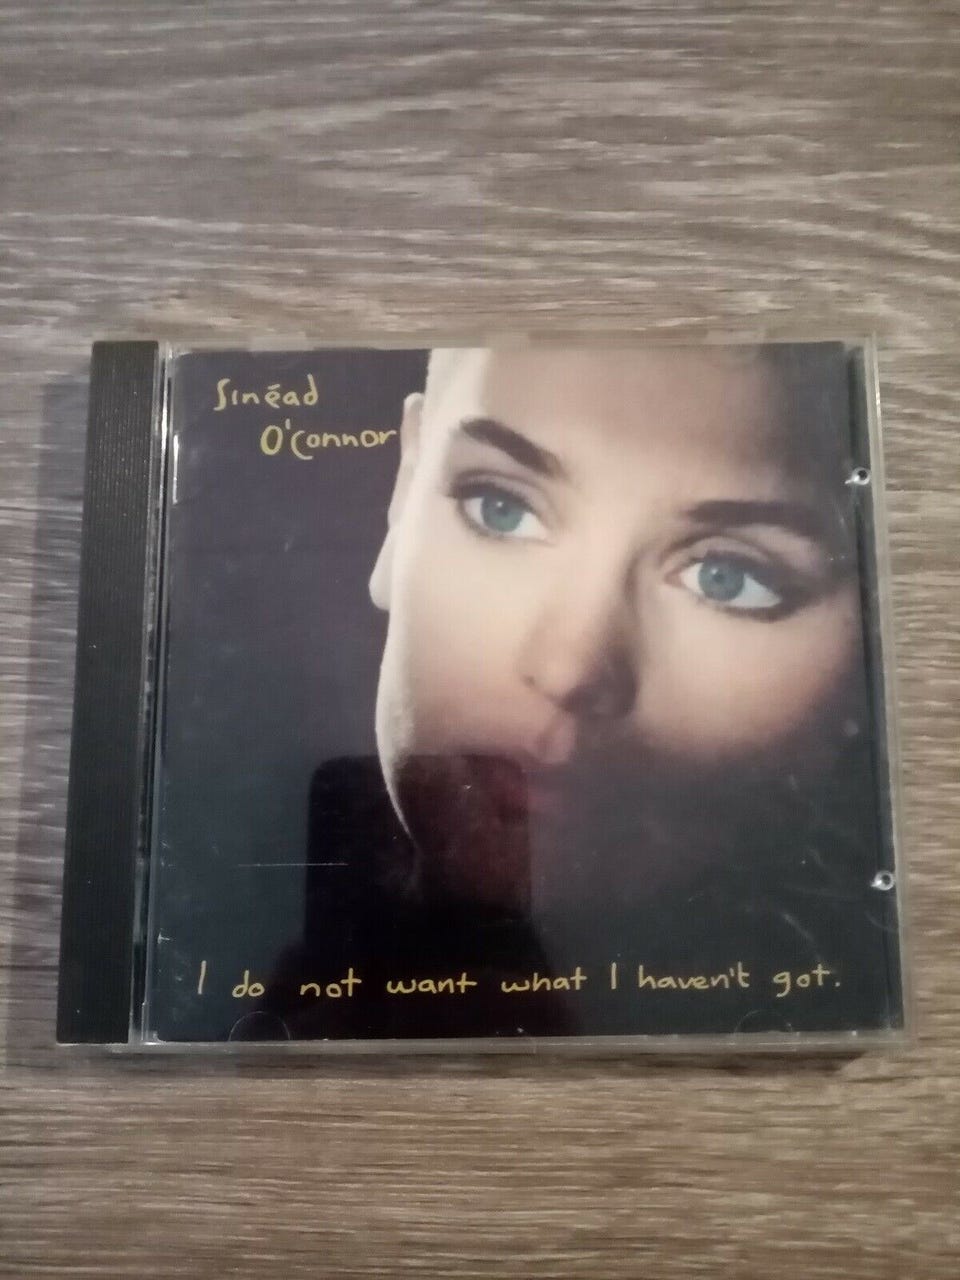 Sinéad
O'Connor
I do not want what I haven't got.